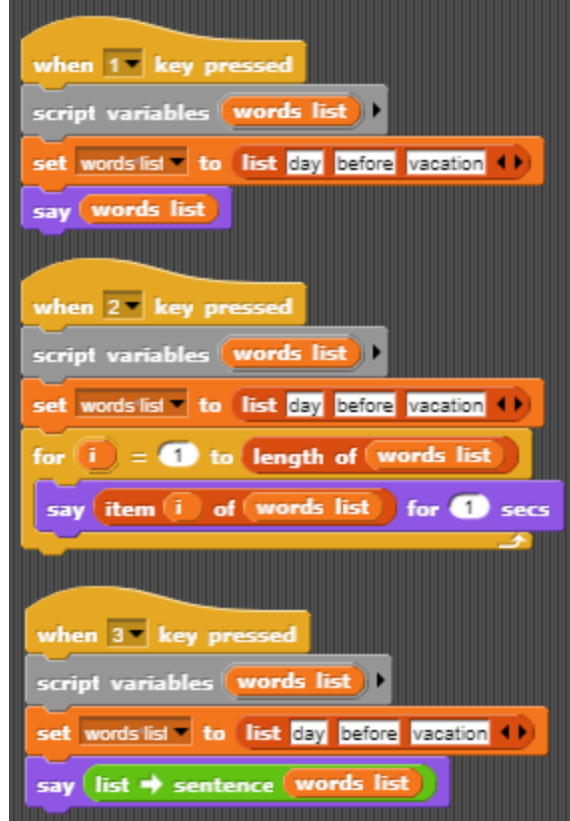 when 1 key pressed
script variables words list
set words list to list day before vacation
say words list
when 2 key pressed
script variables words list
set words list to list day before vacation
for i = 1 to length of words list
say item i of words list for 1 secs
when 3 key pressed
script variables words list
set words list to list day before vacation
say list ➔ sentence words list